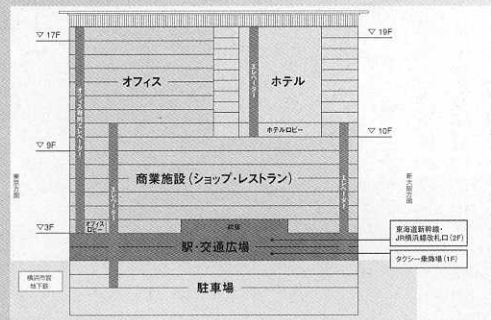 ▽17F
▽19F
オフィス
ホテル
エレベーター
オフィス専用エレベーター
ホテルロビー
▽10F
▽9F
東京方面
新大阪方面
商業施設(ショップ・レストラン)
エレベーター
エレベーター
オフィス
ロビー
▽3F
駅・交通広場
東海道新幹線・
JR横浜線改札口(2F)
タクシー乗降場(1F)
横浜市営
地下鉄
駐車場